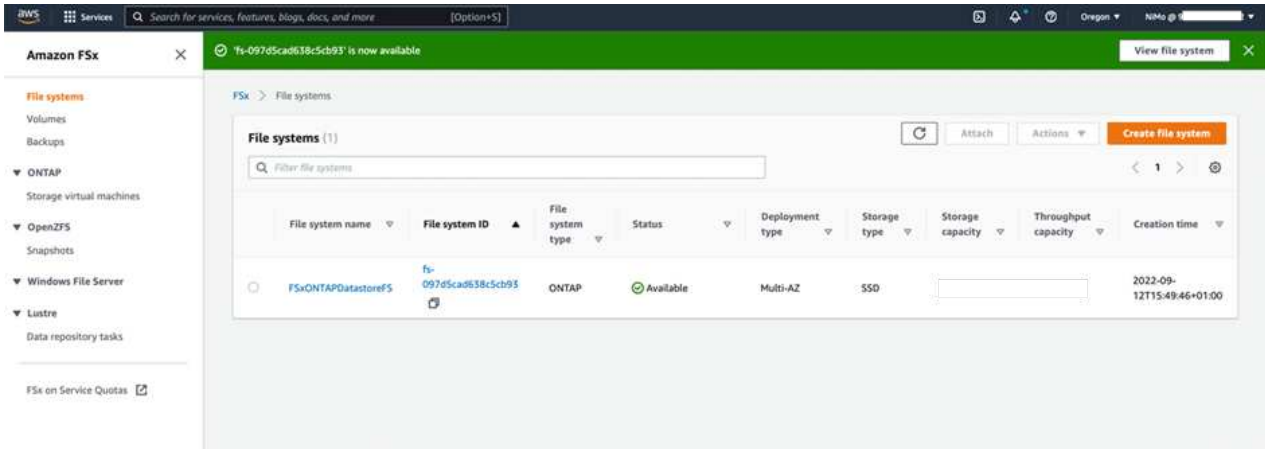 aws
Services
Search for services, features, blogs, docs, and more
[Option+S]
Oregon
NiMo @
Amazon FSx
'fs-097d5cad638c5cb93' is now available
View file system
File systems
Volumes
Backups
ONTAP
Storage virtual machines
OpenZFS
Snapshots
Windows File Server
Lustre
Data repository tasks
FSx on Service Quotas
FSx > File systems
File systems (1)
Attach
Actions
Create file system
Filter file systems
1
File system name
File system ID
File
system
type
Status
Deployment
type
Storage
type
Storage
capacity
Throughput
capacity
Creation time
FSxONTAPDatastoreFS
fs-
097d5cad638c5cb93
ONTAP
Available
Multi-AZ
SSD
2022-09-
12T15:49:46+01:00